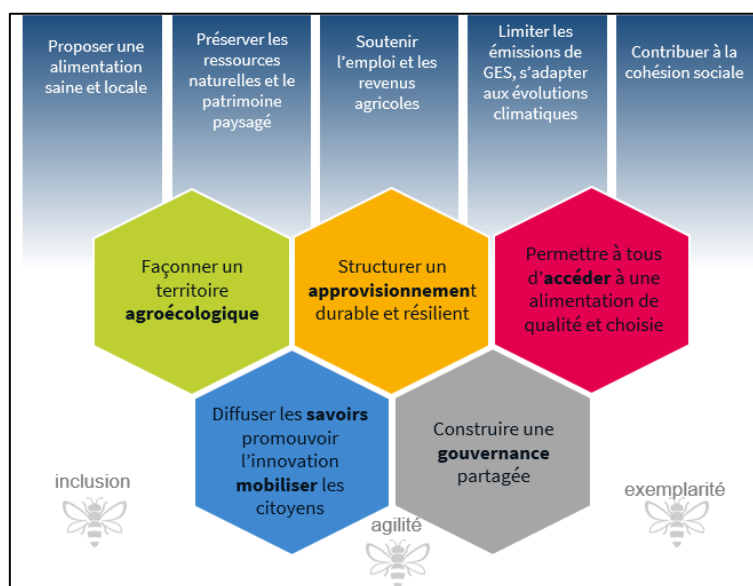 Proposer une
alimentation
saine et locale
Préserver les
ressources
naturelles et le
patrimoine
paysagé
Soutenir
l'emploi et les
revenus
agricoles
Limiter les
émissions de
GES, s'adapter
aux évolutions
climatiques
Contribuer à la
cohésion sociale
Façonner un
territoire
agroécologique
Structurer un
approvisionnement
durable et résilient
Permettre à tous
d'accéder à une
alimentation de
qualité et choisie
Diffuser les savoirs
promouvoir
l'innovation
mobiliser les
citoyens
Construire une
gouvernance
partagée
inclusion
agilité
exemplarité